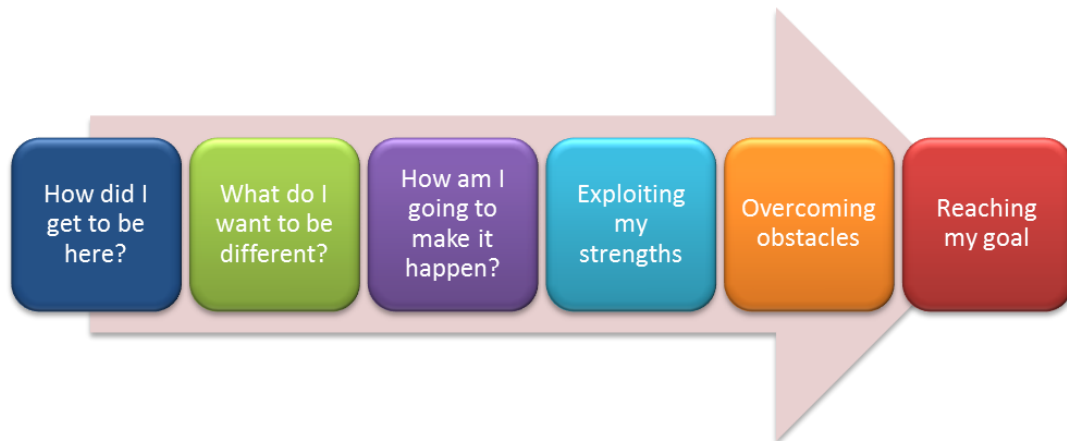 How did I
get to be
here?
What do I
want to be
different?
How am I
going to
make it
happen?
Exploiting
my
strengths
Overcoming
obstacles
Reaching
my goal